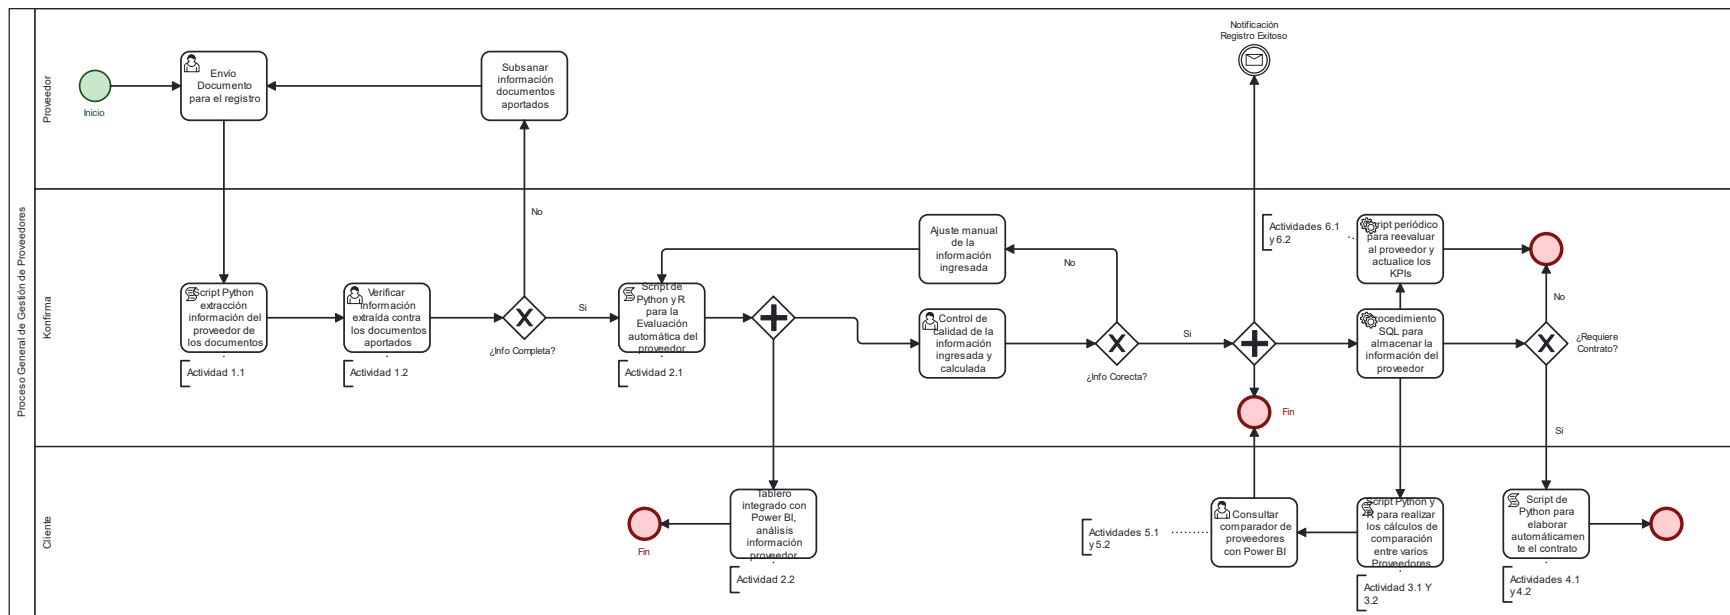 Proceso General de Gestión de Proveedores
Proveedor
Inicio
Envío
Documento
para el registro
Subsanar
información
documentos
aportados
Notificación
Registro Exitoso
Konfirma
No
Script Python
extracción
información del
proveedor de
los documentos
Actividad 1.1
Verificar
Información
extraída contra
los documentos
aportados
Actividad 1.2
¿Info Completa?
Si
Script de
Python y R
para la
Evaluación
automática del
proveedor
Actividad 2.1
Ajuste manual
de la
información
ingresada
No
Control de
calidad de la
información
ingresada y
calculada
¿Info Corecta?
Si
Actividades 6.1
y 6.2
Script periódico
para reevaluar
al proveedor y
actualice los
KPIs
Procedimiento
SQL para
almacenar la
información del
proveedor
No
¿Requiere
Contrato?
Fin
Si
Cliente
Fin
Tablero
integrado con
Power BI,
análisis
información
proveedor
Actividad 2.2
Actividades 5.1
y 5.2
Consultar
comparador de
proveedores
con Power BI
Script Python y
R para realizar
los cálculos de
comparación
entre varios
Proveedores
Actividad 3.1 Y
3.2
Script de
Python para
elaborar
automáticamen
te el contrato
Actividades 4.1
y 4.2